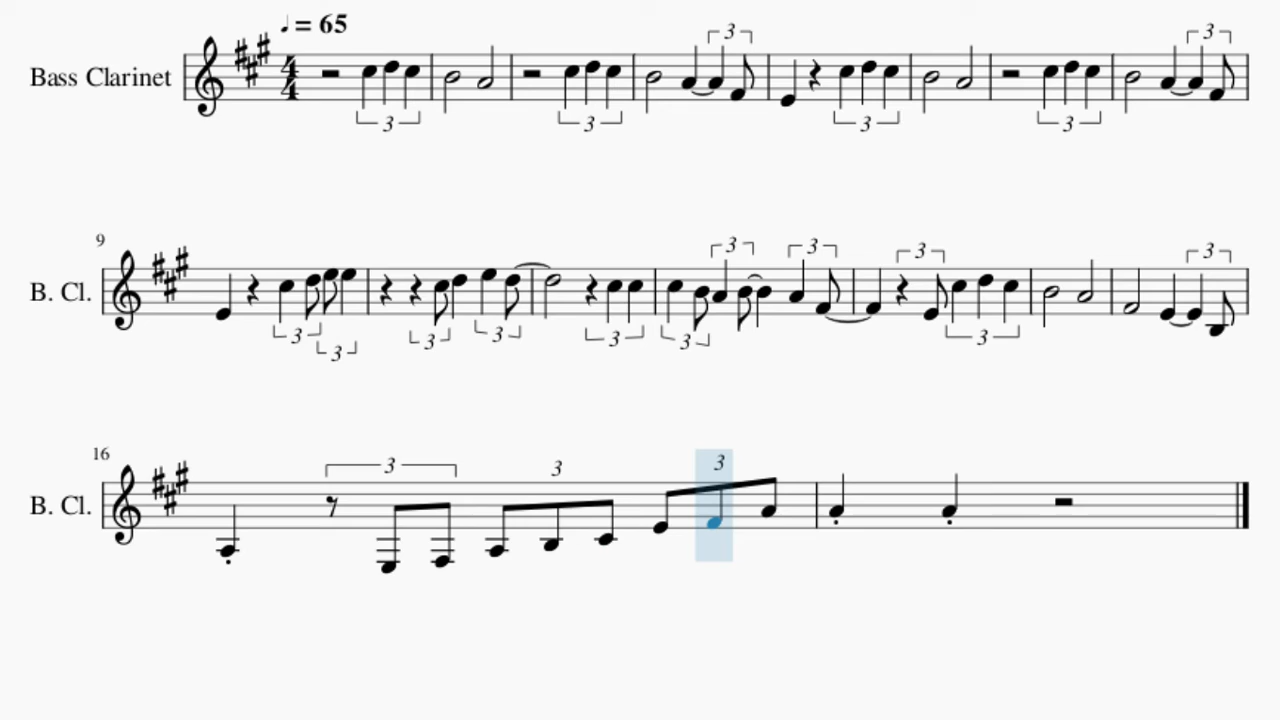 ♩ = 65
Bass Clarinet
4
4
3 3 3 3 3 3
3
9
B. Cl.
3 3 3 3 3 3 3 3 3 3 3
16
B. Cl.
3 3 3